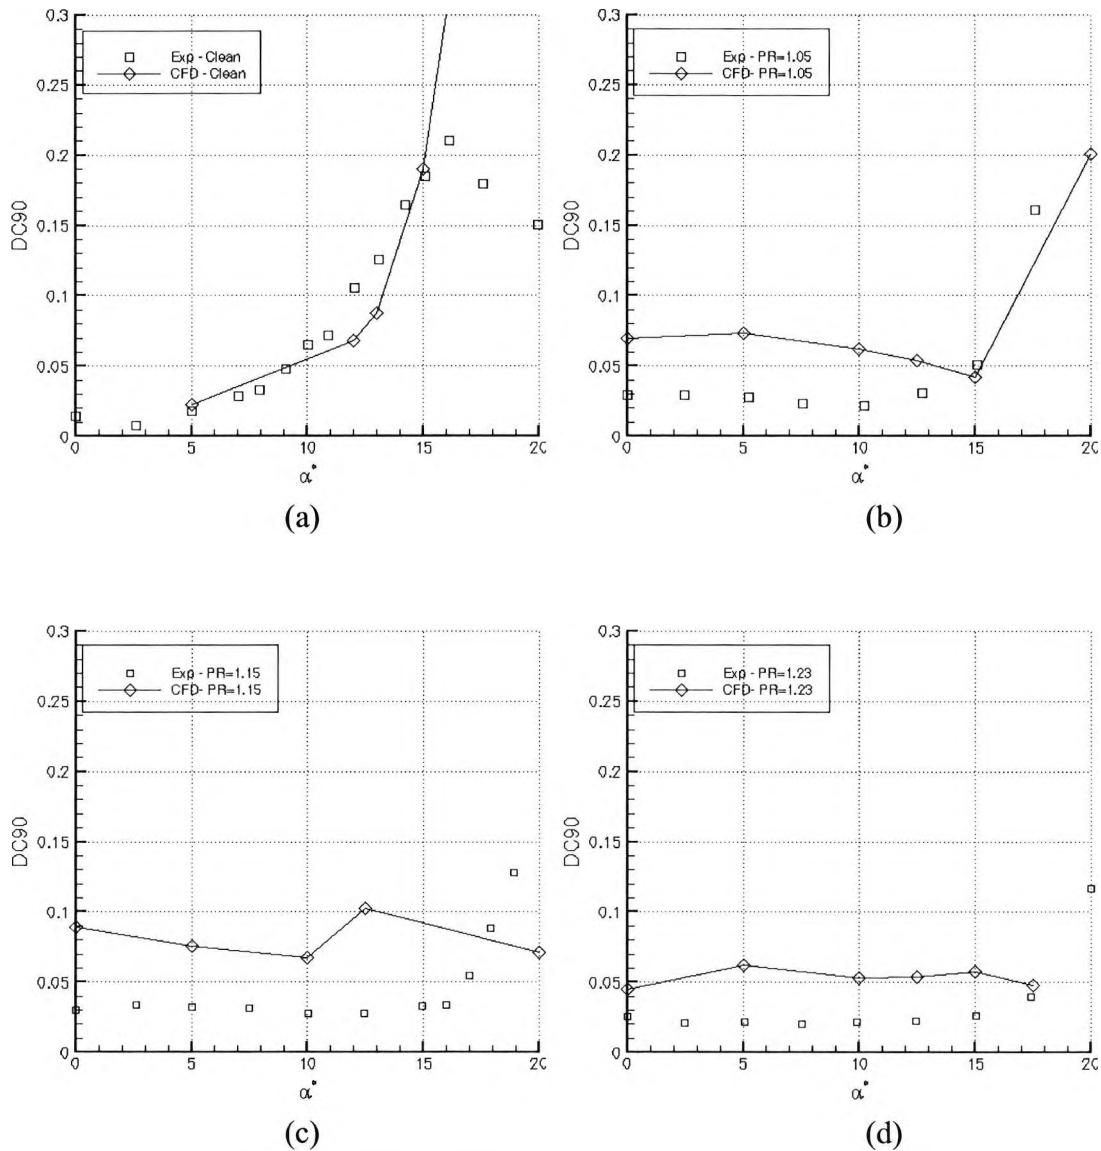 0.3
Exp - Clean
CFD - Clean
0.25
0.2
DC90
0.15
0.1
0.05
0
0 5 10 15 20
α°
(a)
0.3
Exp - PR=1.05
CFD- PR=1.05
0.25
0.2
DC90
0.15
0.1
0.05
0
0 5 10 15 20
α°
(b)
0.3
Exp - PR=1.15
CFD- PR=1.15
0.25
0.2
DC90
0.15
0.1
0.05
0
0 5 10 15 20
α°
(c)
0.3
Exp - PR=1.23
CFD- PR=1.23
0.25
0.2
DC90
0.15
0.1
0.05
0
0 5 10 15 20
α°
(d)